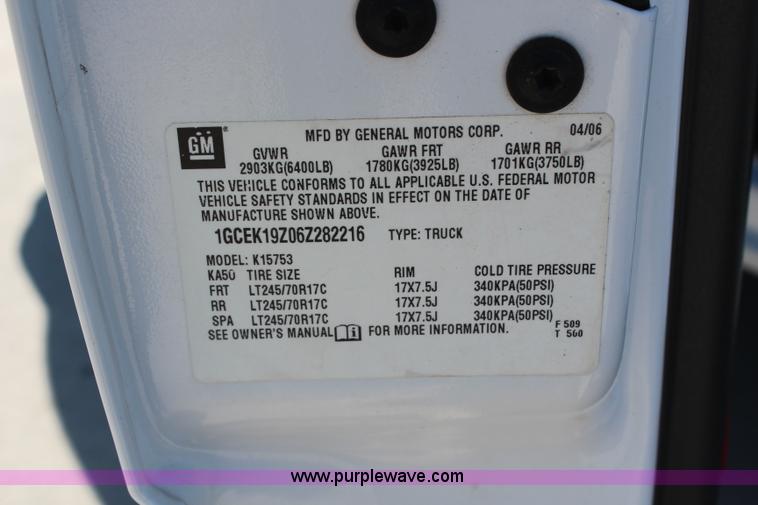 GM ® MFD BY GENERAL MOTORS CORP. 04/06
GVWR GAWR FRT GAWR RR
2903KG(6400LB) 1780KG(3925LB) 1701KG(3750LB)
THIS VEHICLE CONFORMS TO ALL APPLICABLE U.S. FEDERAL MOTOR
VEHICLE SAFETY STANDARDS IN EFFECT ON THE DATE OF
MANUFACTURE SHOWN ABOVE.
1GCEK19Z06Z282216 TYPE: TRUCK
MODEL: K15753
KA50 TIRE SIZE RIM COLD TIRE PRESSURE
FRT LT245/70R17C 17X7.5J 340KPA(50PSI)
RR LT245/70R17C 17X7.5J 340KPA(50PSI)
SPA LT245/70R17C 17X7.5J 340KPA(50PSI)
SEE OWNER'S MANUAL FOR MORE INFORMATION. F 509
T 560
www.purplewave.com